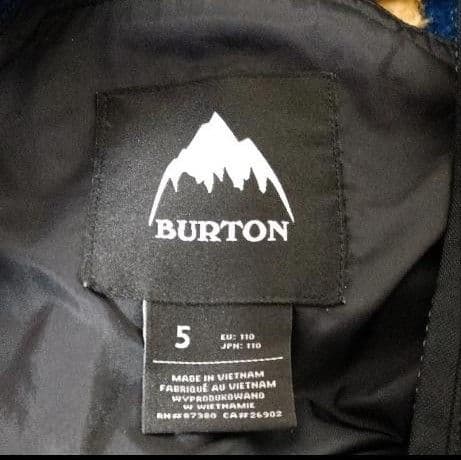 BURTON
5
EU: 110
JPN: 110
MADE IN VIETNAM
FABRIQUÉ AU VIETNAM
WYPRODUKOWANO
W WIETNAMIE
RN#87380 CA#26902